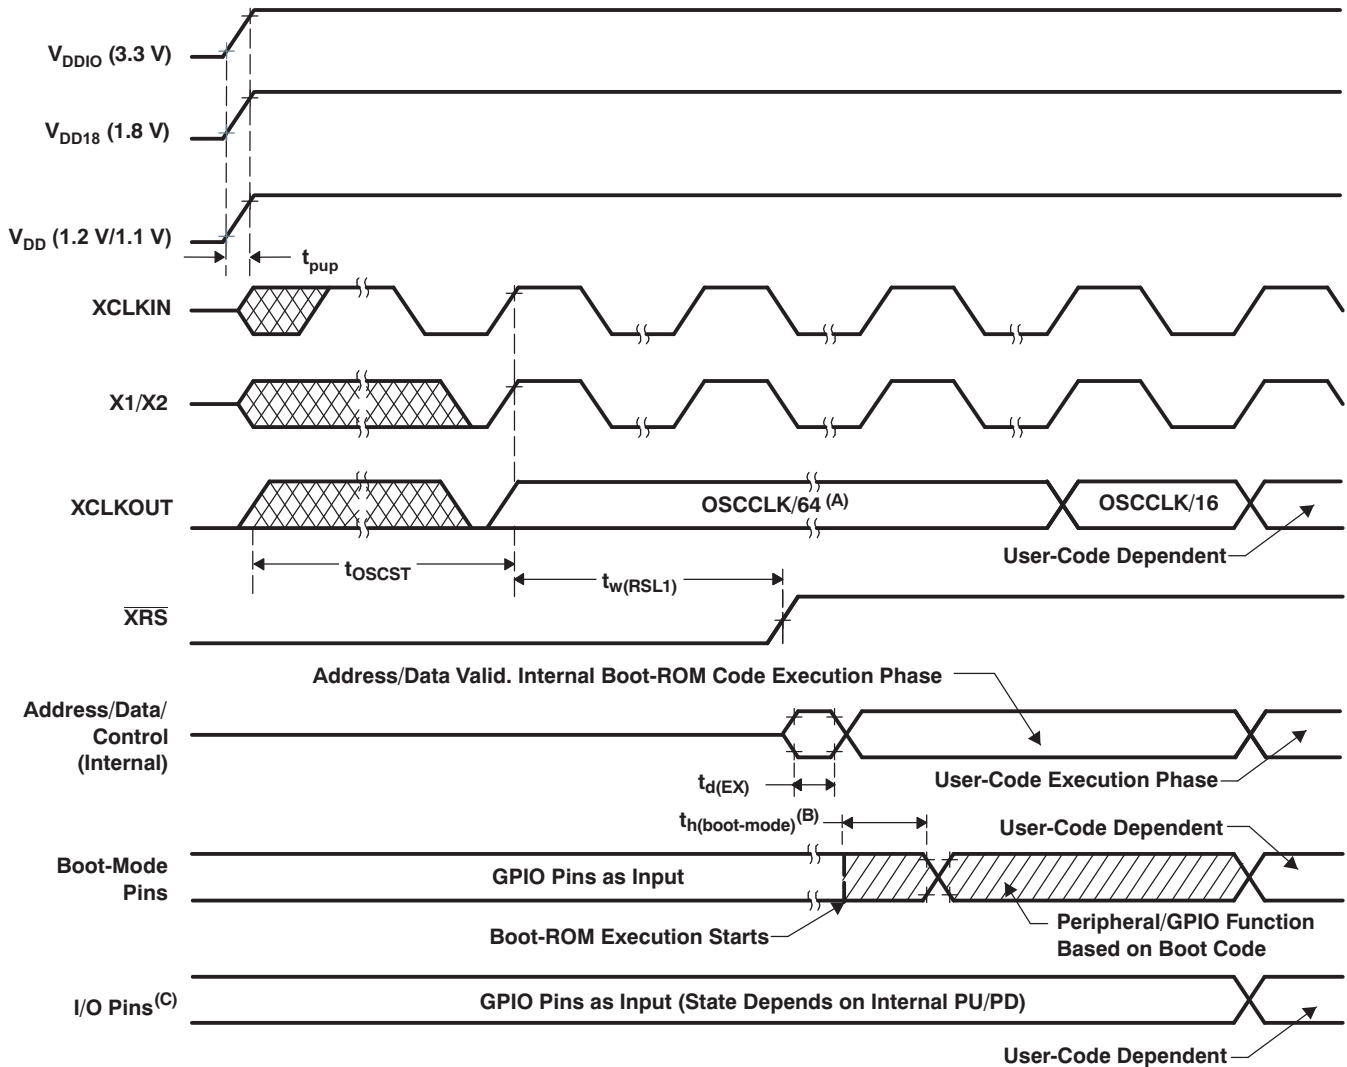 VDDIO (3.3 V)
VDD18 (1.8 V)
VDD (1.2 V/1.1 V)
tpup
XCLKIN
X1/X2
XCLKOUT
OSCCLK/64 (A)
OSCCLK/16
User-Code Dependent
tOSCST
tw(RSL1)
XRS
Address/Data Valid. Internal Boot-ROM Code Execution Phase
Address/Data/
Control
(Internal)
td(EX)
User-Code Execution Phase
th(boot-mode)(B)
User-Code Dependent
Boot-Mode
Pins
GPIO Pins as Input
Boot-ROM Execution Starts
Peripheral/GPIO Function
Based on Boot Code
I/O Pins(C)
GPIO Pins as Input (State Depends on Internal PU/PD)
User-Code Dependent